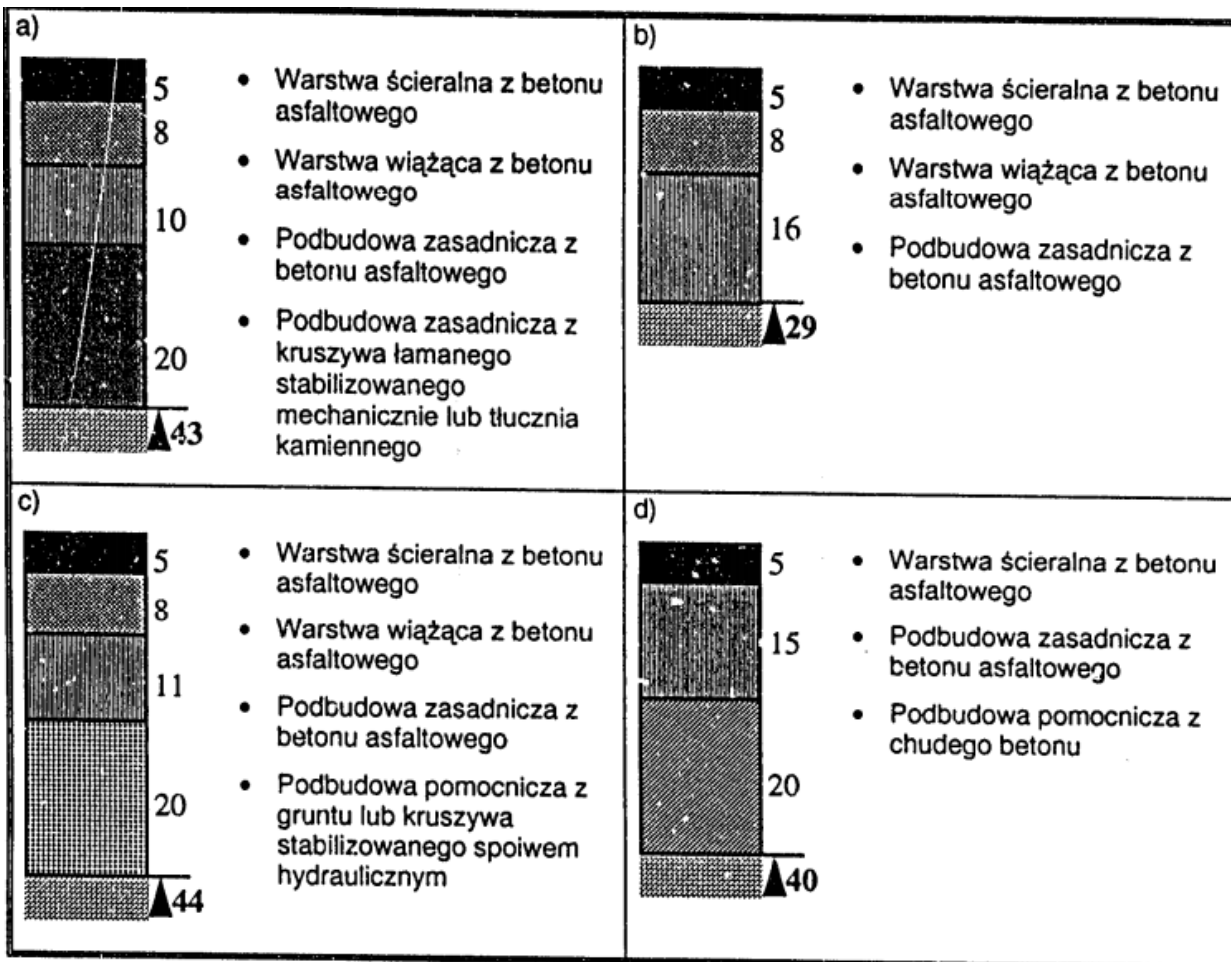 a)
5
8
10
20
43
• Warstwa ścieralna z betonu
asfaltowego
• Warstwa wiążąca z betonu
asfaltowego
• Podbudowa zasadnicza z
betonu asfaltowego
• Podbudowa zasadnicza z
kruszywa łamanego
stabilizowanego
mechanicznie lub tłucznia
kamiennego
b)
5
8
16
29
• Warstwa ścieralna z betonu
asfaltowego
• Warstwa wiążąca z betonu
asfaltowego
• Podbudowa zasadnicza z
betonu asfaltowego
c)
5
8
11
20
44
• Warstwa ścieralna z betonu
asfaltowego
• Warstwa wiążąca z betonu
asfaltowego
• Podbudowa zasadnicza z
betonu asfaltowego
• Podbudowa pomocnicza z
gruntu lub kruszywa
stabilizowanego spoiwem
hydraulicznym
d)
5
15
20
40
• Warstwa ścieralna z betonu
asfaltowego
• Podbudowa zasadnicza z
betonu asfaltowego
• Podbudowa pomocnicza z
chudego betonu